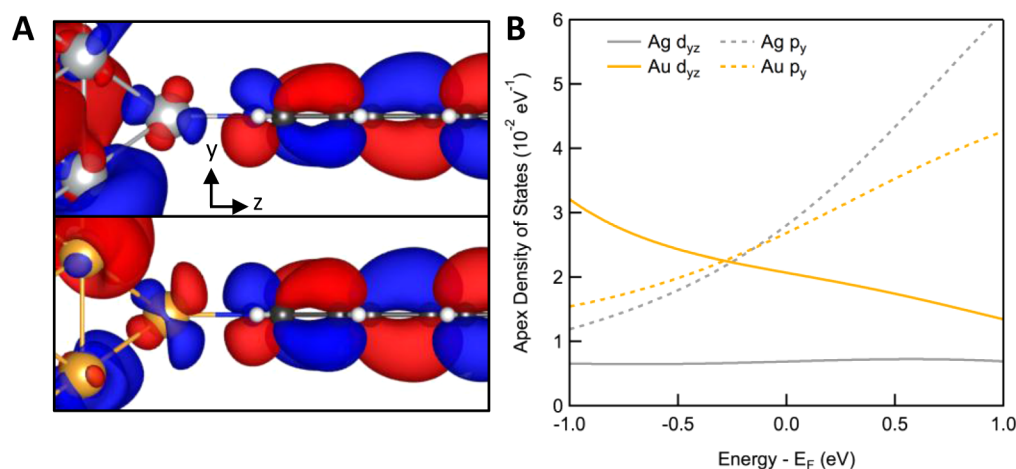 A
y
z
B
Ag d_yz
Ag p_y
Au d_yz
Au p_y
Apex Density of States (10⁻² eV⁻¹)
6
5
4
3
2
1
0
-1.0 -0.5 0.0 0.5 1.0
Energy - E_F (eV)